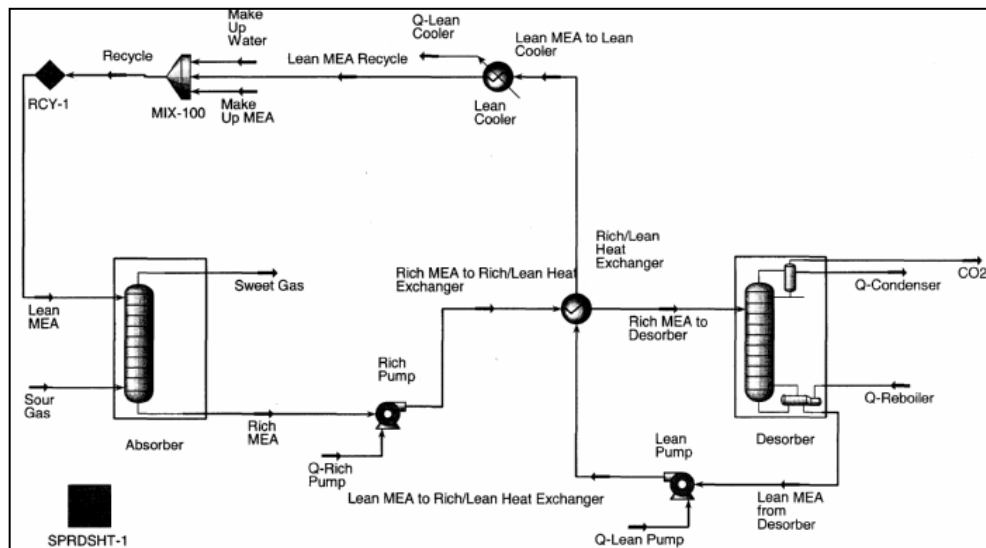 Make
Up
Water
Q-Lean
Cooler
Lean MEA to Lean
Cooler
Recycle
Lean MEA Recycle
RCY-1
MIX-100
Make
Up MEA
Lean
Cooler
Rich/Lean
Heat
Exchanger
Rich MEA to Rich/Lean Heat
Exchanger
CO2
Sweet Gas
Q-Condenser
Lean
MEA
Rich MEA to
Desorber
Rich
Pump
Sour
Gas
Q-Reboiler
Rich
MEA
Absorber
Desorber
Lean
Pump
Q-Rich
Pump
Lean MEA to Rich/Lean Heat Exchanger
Lean MEA
from
Desorber
Q-Lean Pump
SPRDSHT-1